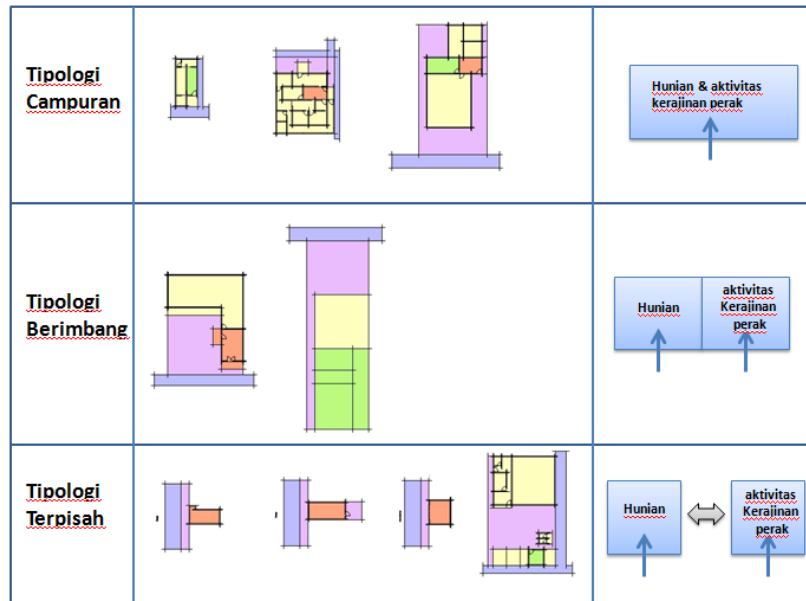 Tipologi
Campuran
Hunian & aktivitas
kerajinan perak
Tipologi
Berimbang
Hunian
aktivitas
Kerajinan
perak
Tipologi
Terpisah
Hunian
aktivitas
Kerajinan
perak